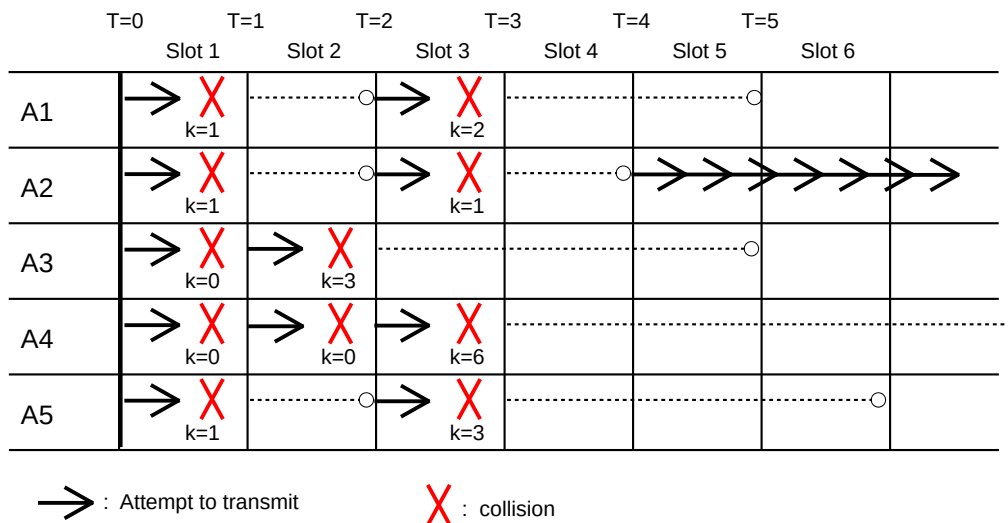 T=0 T=1 T=2 T=3 T=4 T=5
Slot 1 Slot 2 Slot 3 Slot 4 Slot 5 Slot 6
A1
k=1 k=2
A2
k=1 k=1
A3
k=0 k=3
A4
k=0 k=0 k=6
A5
k=1 k=3
: Attempt to transmit : collision